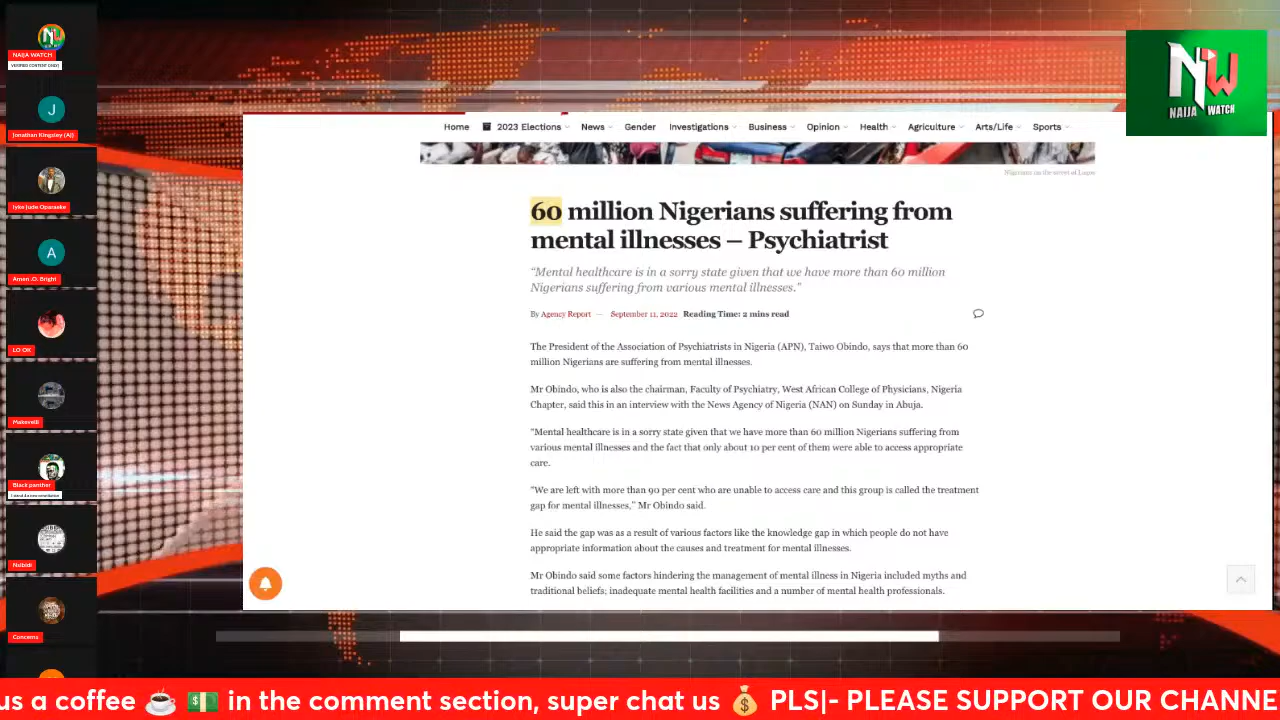 NAIJA WATCH
J
Jonathan Kingsley (AJ)
Iyke Jude Oparaeke
A
Amen .O. Bright
LO OK
MakeveliB
Black panther
Nsibidi
Concerns
NW
NAIJA WATCH
Home 2023 Elections News Gender Investigations Business Opinion Health Agriculture Arts/Life Sports
Nigerians on the street of Lagos
60 million Nigerians suffering from
mental illnesses – Psychiatrist
“Mental healthcare is in a sorry state given that we have more than 60 million
Nigerians suffering from various mental illnesses.”
By Agency Report — September 11, 2022 Reading Time: 2 mins read
The President of the Association of Psychiatrists in Nigeria (APN), Taiwo Obindo, says that more than 60
million Nigerians are suffering from mental illnesses.
Mr Obindo, who is also the chairman, Faculty of Psychiatry, West African College of Physicians, Nigeria
Chapter, said this in an interview with the News Agency of Nigeria (NAN) on Sunday in Abuja.
“Mental healthcare is in a sorry state given that we have more than 60 million Nigerians suffering from
various mental illnesses and the fact that only about 10 per cent of them were able to access appropriate
care.
“We are left with more than 90 per cent who are unable to access care and this group is called the treatment
gap for mental illnesses,” Mr Obindo said.
He said the gap was as a result of various factors like the knowledge gap in which people do not have
appropriate information about the causes and treatment for mental illnesses.
Mr Obindo said some factors hindering the management of mental illness in Nigeria included myths and
traditional beliefs; inadequate mental health facilities and a number of mental health professionals.
us a coffee ☕ 💵 in the comment section, super chat us 💰 PLS|- PLEASE SUPPORT OUR CHANNE